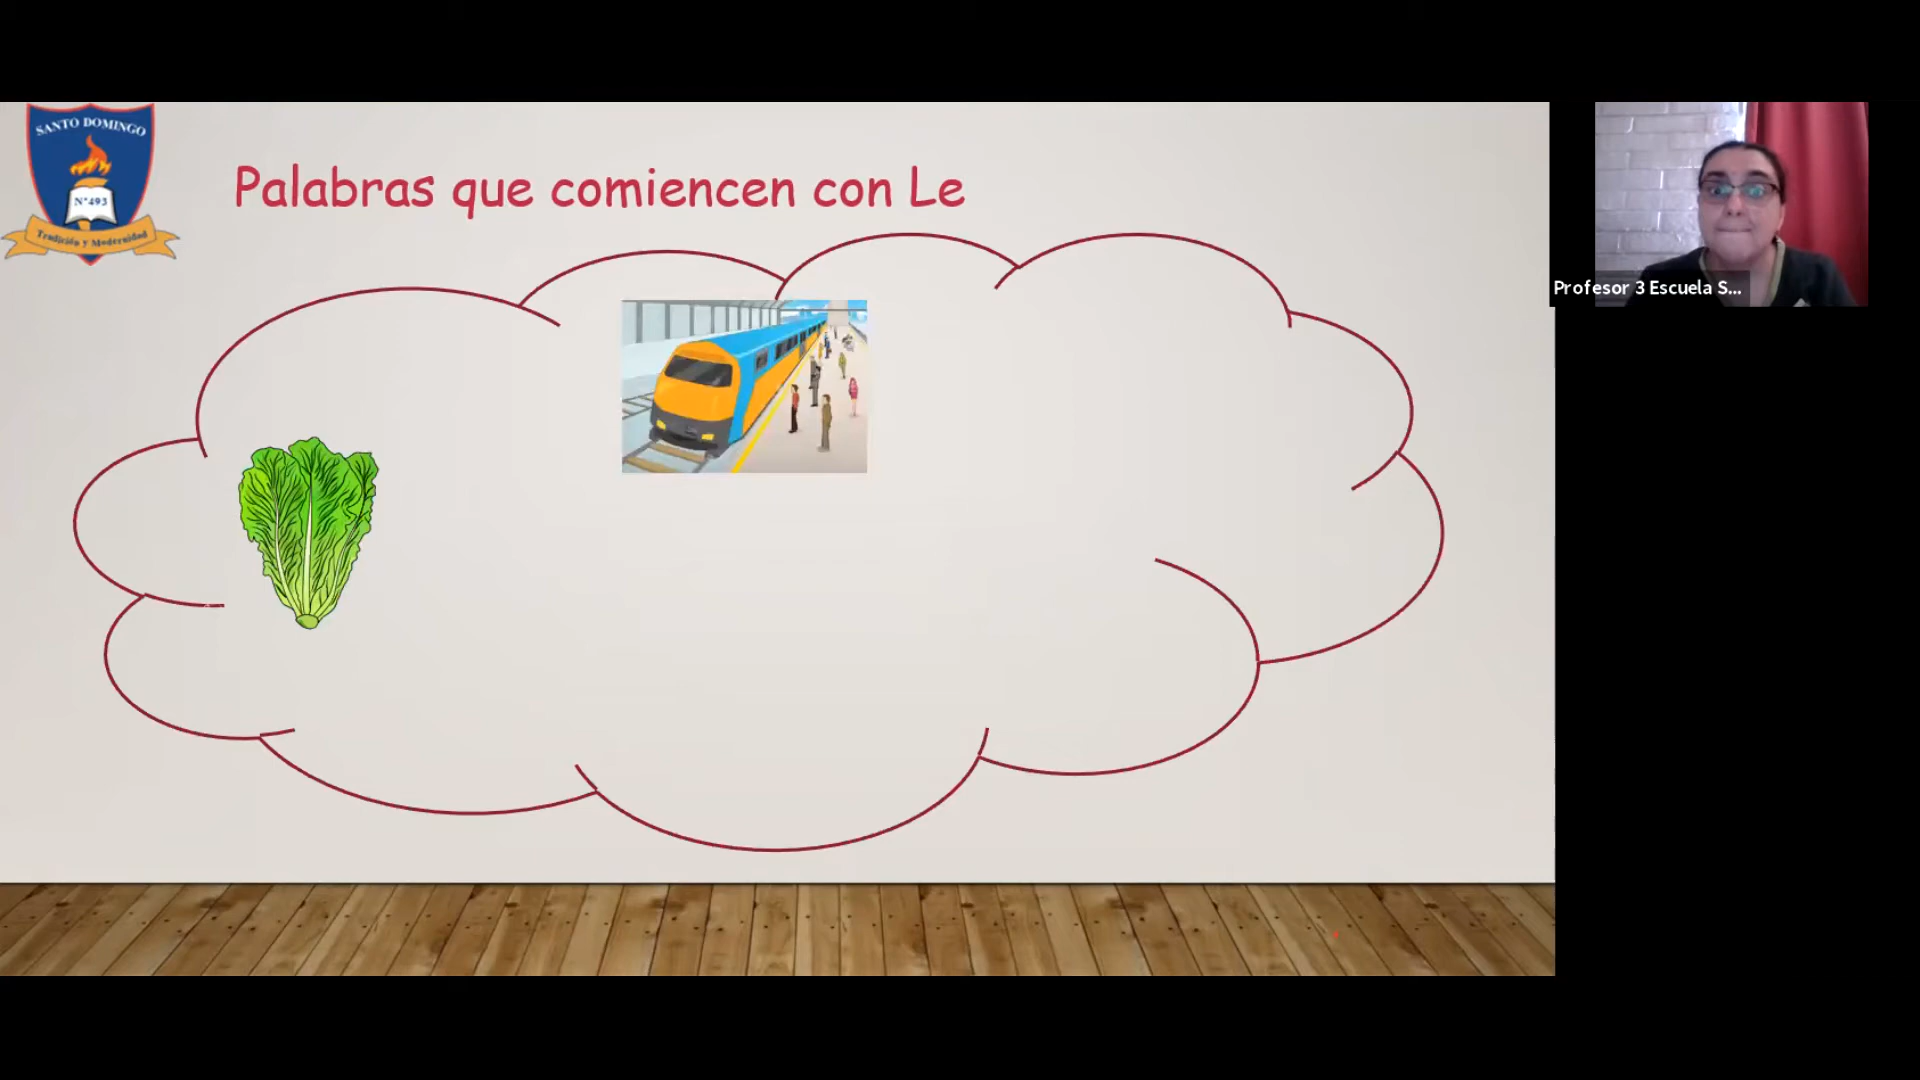 SANTO DOMINGO
N°493
Tradición y Modernidad
Palabras que comiencen con Le
Profesor 3 Escuela S...